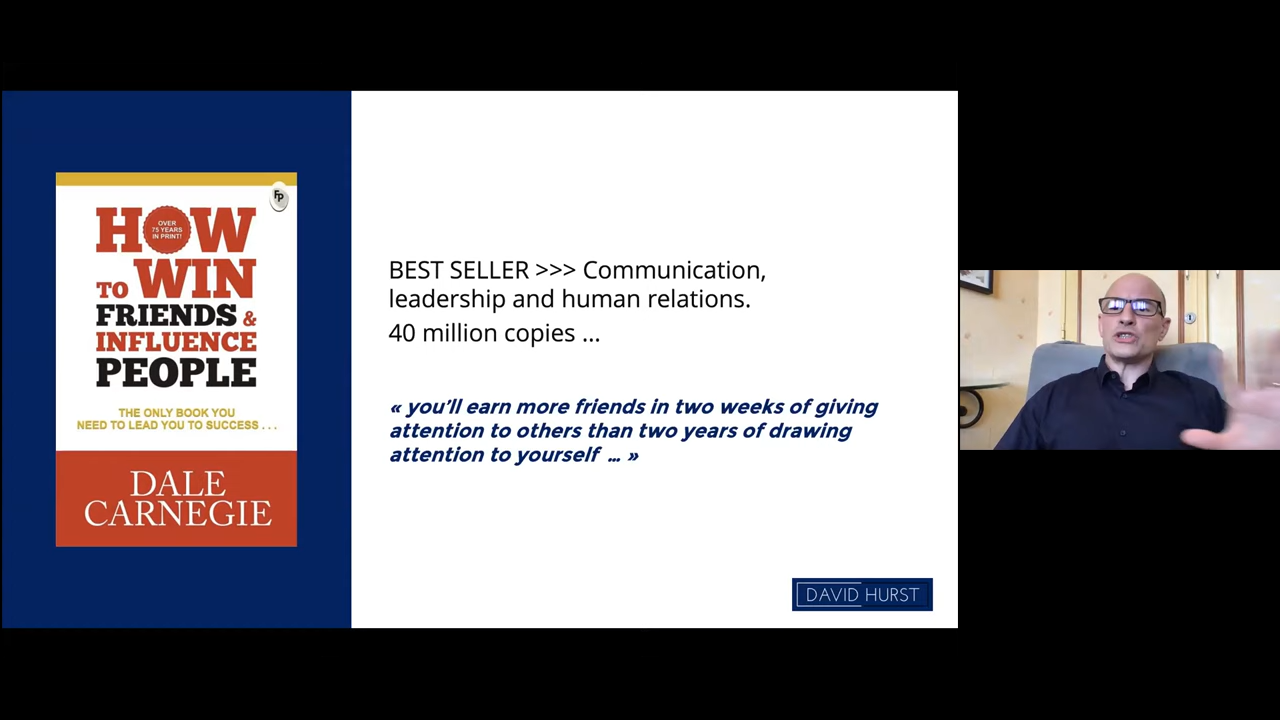 HOW
OVER
75 YEARS
IN PRINT!
TO WIN
FRIENDS &
INFLUENCE
PEOPLE
THE ONLY BOOK YOU
NEED TO LEAD YOU TO SUCCESS . . .
DALE
CARNEGIE
FP
BEST SELLER >>> Communication,
leadership and human relations.
40 million copies ...
« you'll earn more friends in two weeks of giving
attention to others than two years of drawing
attention to yourself ... »
DAVID HURST